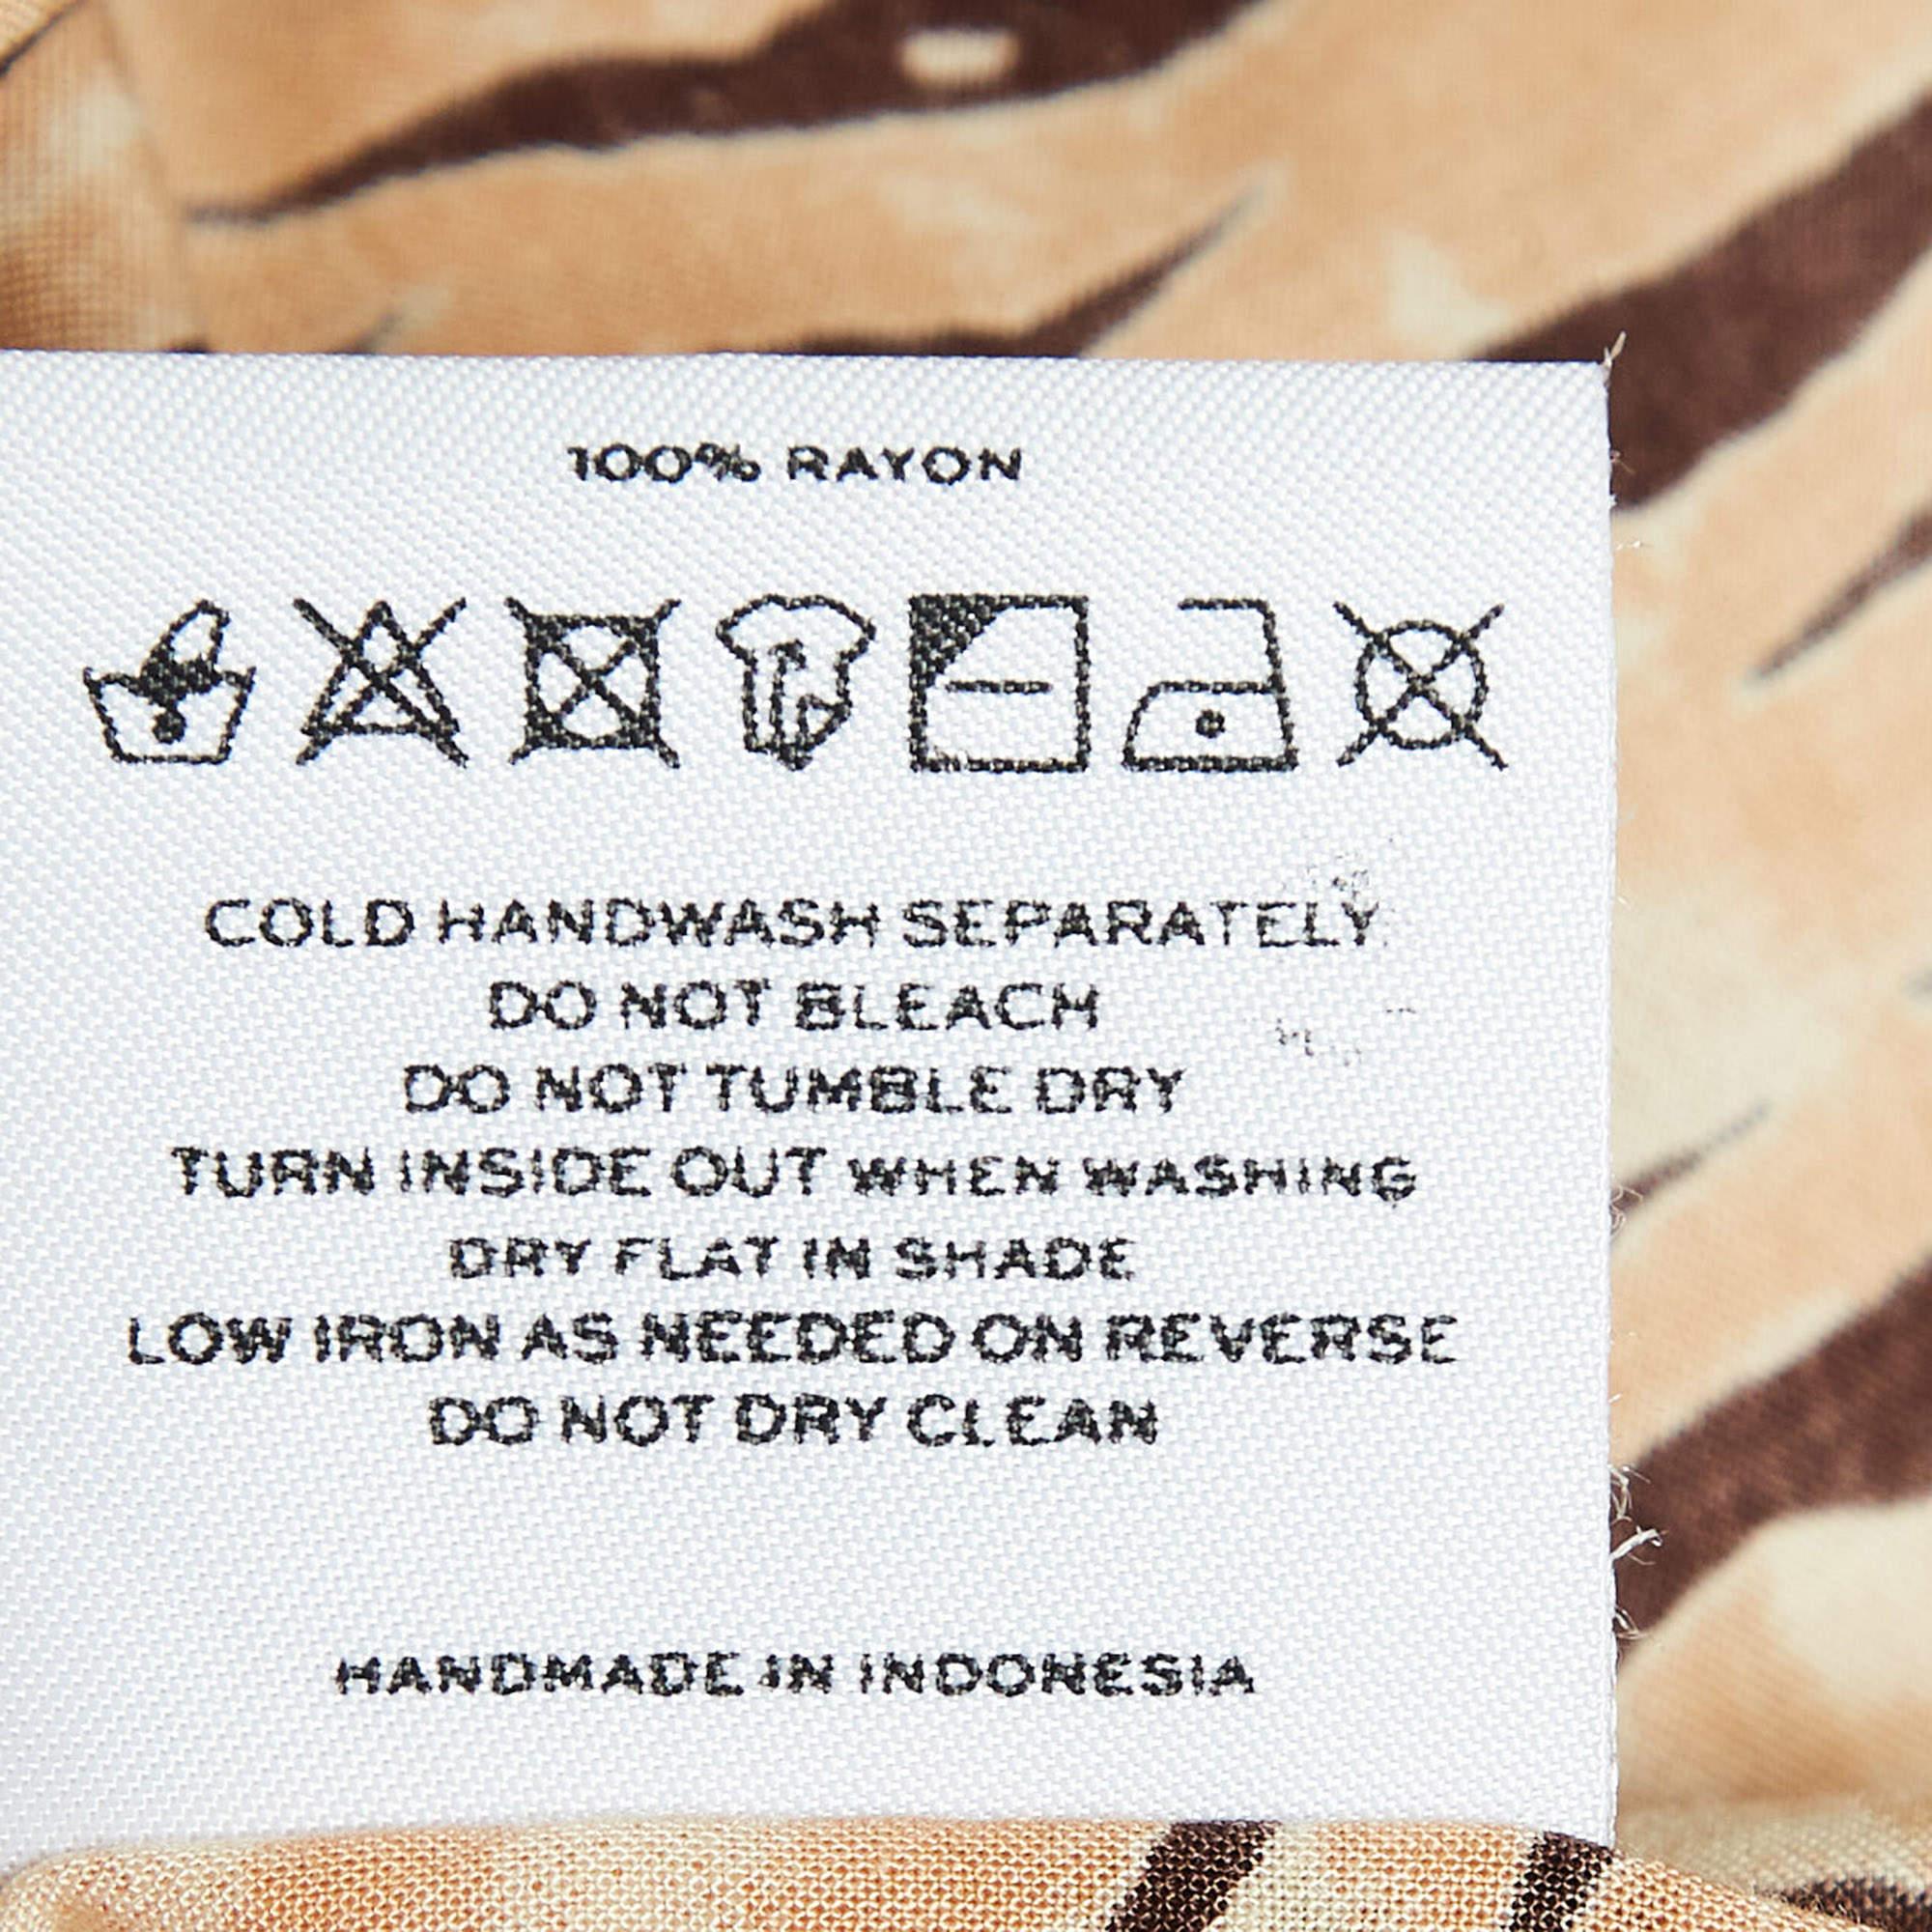 100% RAYON
COLD HANDWASH SEPARATELY
DO NOT BLEACH
DO NOT TUMBLE DRY
TURN INSIDE OUT WHEN WASHING
DRY FLAT IN SHADE
LOW IRON AS NEEDED ON REVERSE
DO NOT DRY CLEAN
HANDMADE IN INDONESIA